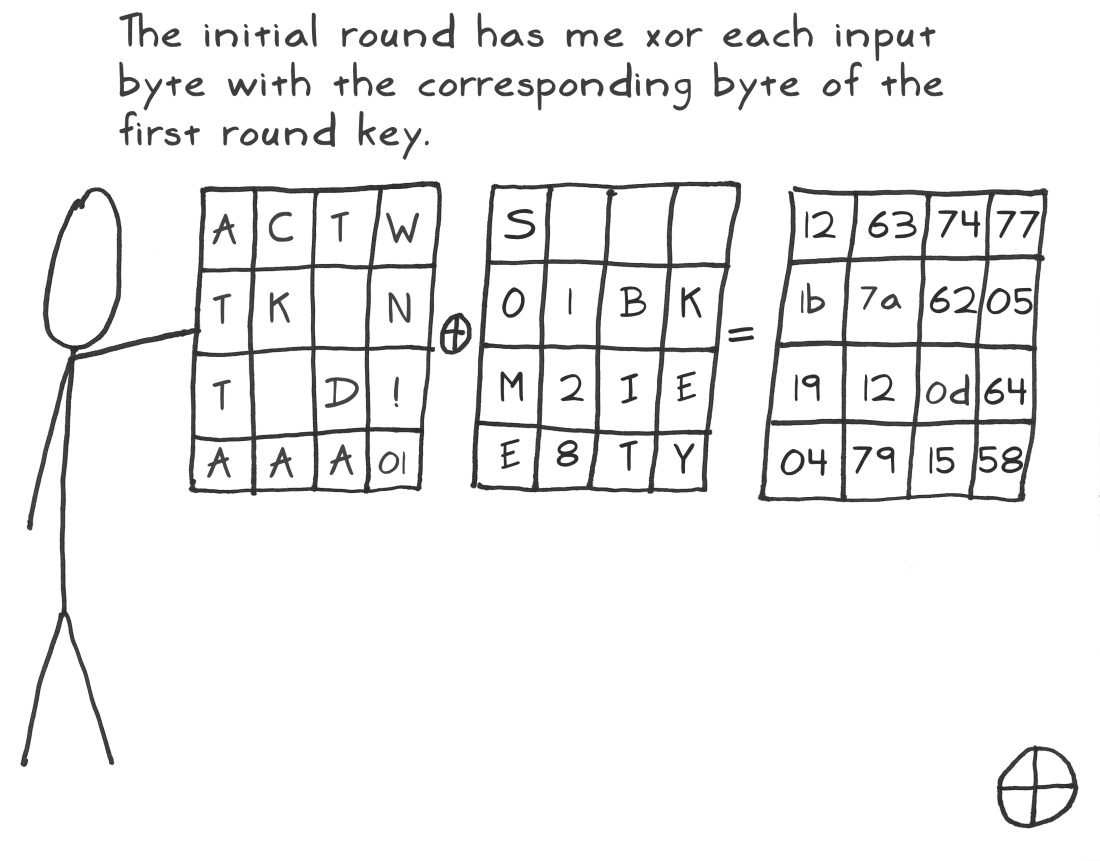 The initial round has me xor each input
byte with the corresponding byte of the
first round key.
A C T W
T K N
T D !
A A A 01
⊕
S
O 1 B K
M 2 I E
E 8 T Y
=
12 63 74 77
1b 7a 62 05
19 12 0d 64
04 79 15 58